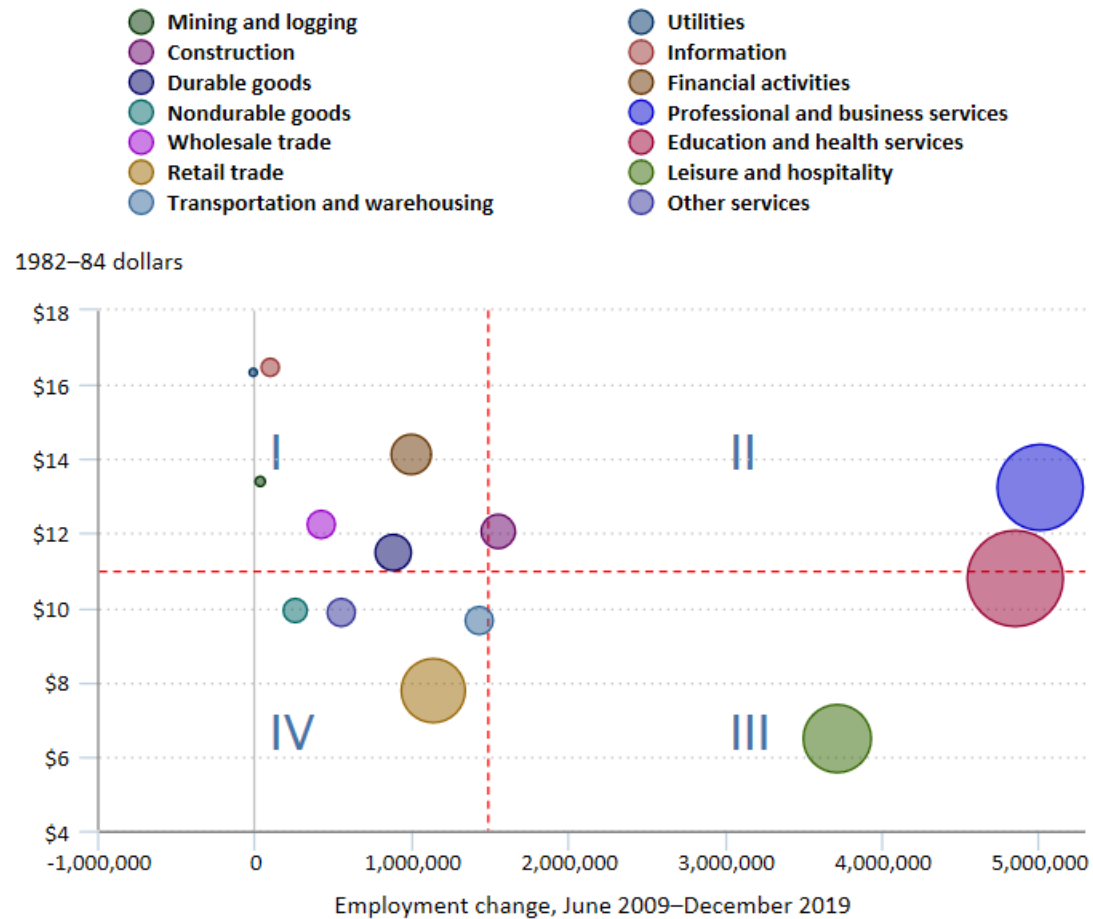 Mining and logging
Construction
Durable goods
Nondurable goods
Wholesale trade
Retail trade
Transportation and warehousing
Utilities
Information
Financial activities
Professional and business services
Education and health services
Leisure and hospitality
Other services
1982–84 dollars
$18
$16
$14
$12
$10
$8
$6
$4
I
II
IV
III
-1,000,000
0
1,000,000
2,000,000
3,000,000
4,000,000
5,000,000
Employment change, June 2009–December 2019